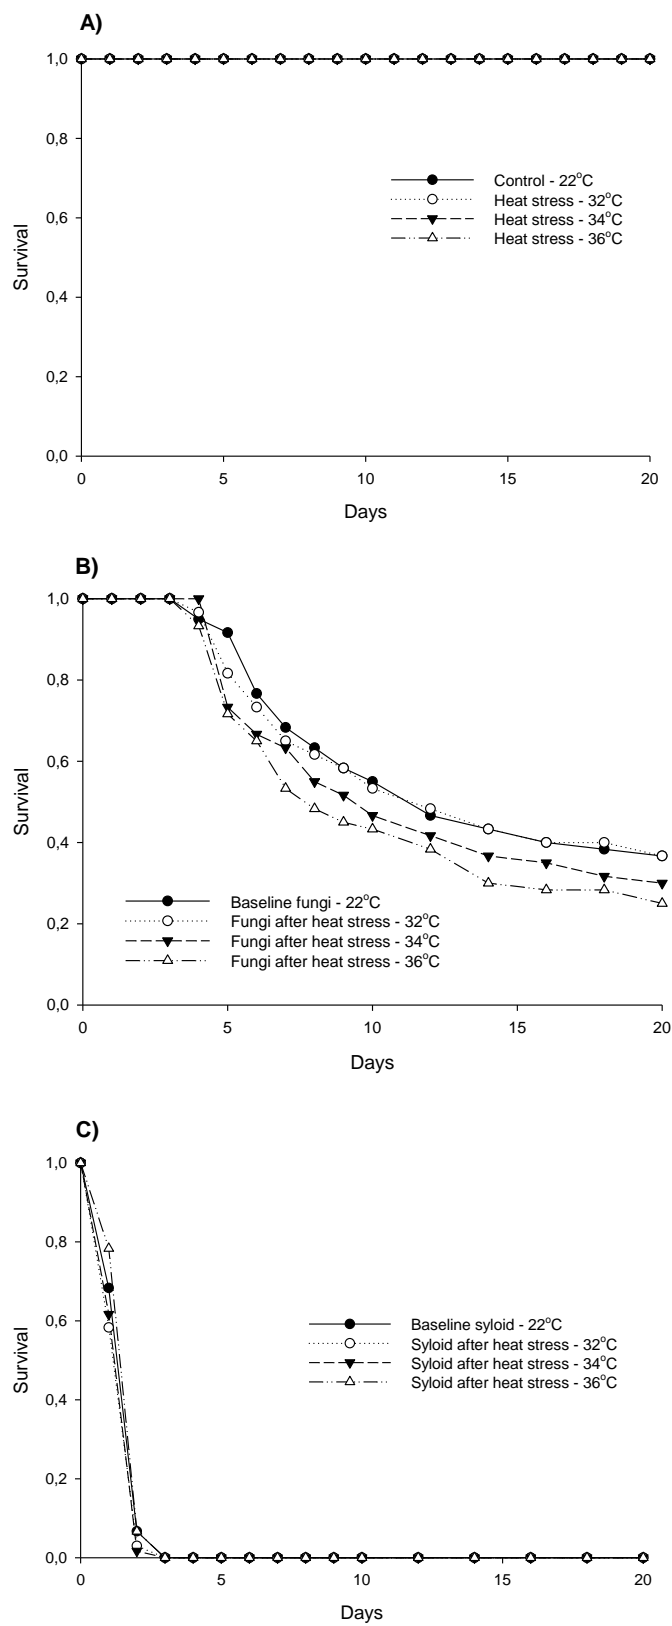 A)
1,0
0,8
0,6
0,4
0,2
0,0
Survival
Control - 22°C
Heat stress - 32°C
Heat stress - 34°C
Heat stress - 36°C
0 5 10 15 20
Days
B)
1,0
0,8
0,6
0,4
0,2
0,0
Survival
Baseline fungi - 22°C
Fungi after heat stress - 32°C
Fungi after heat stress - 34°C
Fungi after heat stress - 36°C
0 5 10 15 20
Days
C)
1,0
0,8
0,6
0,4
0,2
0,0
Survival
Baseline syloid - 22°C
Syloid after heat stress - 32°C
Syloid after heat stress - 34°C
Syloid after heat stress - 36°C
0 5 10 15 20
Days